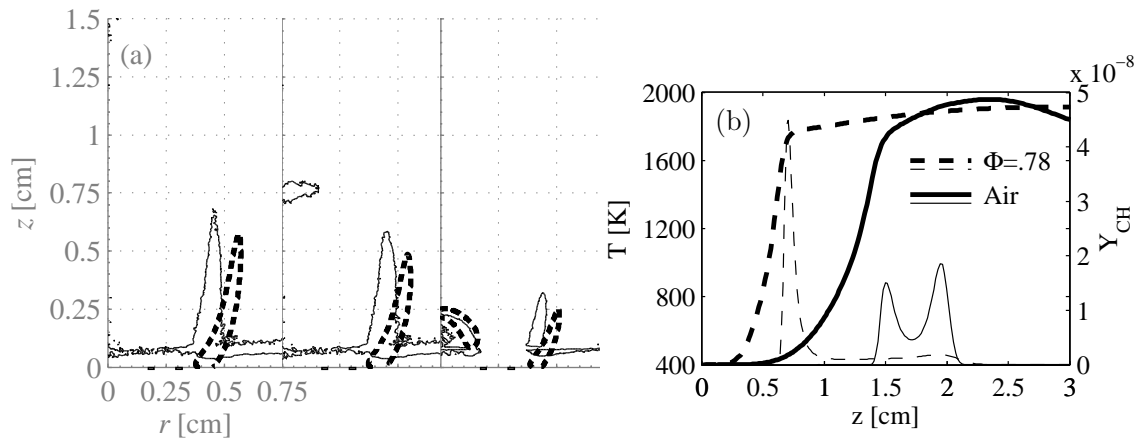 (a)
1.5
1.25
1
0.75
0.5
0.25
0
z [cm]
0 0.25 0.5 0.75
r [cm]
x 10⁻⁸
(b)
2000
1600
1200
800
400
T [K]
Φ=.78
Air
5
4
3
2
1
0
Y_CH
0 0.5 1 1.5 2 2.5 3
z [cm]